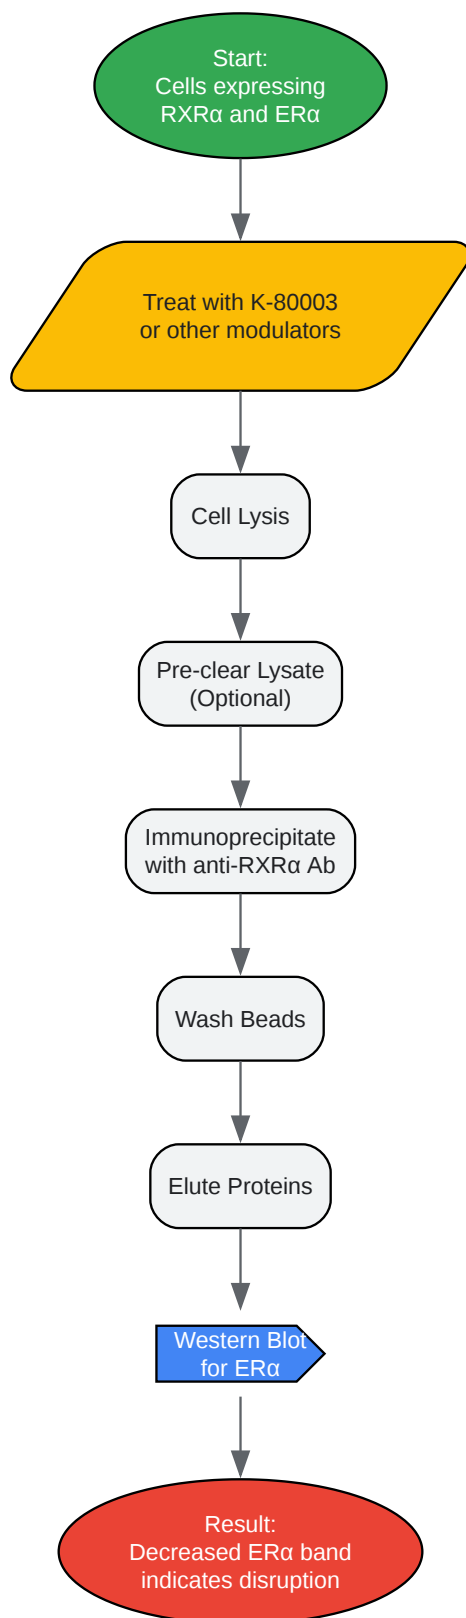 Start:
Cells expressing
RXRα and ERα
Treat with K-80003
or other modulators
Cell Lysis
Pre-clear Lysate
(Optional)
Immunoprecipitate
with anti-RXRα Ab
Wash Beads
Elute Proteins
Western Blot
for ERα
Result:
Decreased ERα band
indicates disruption